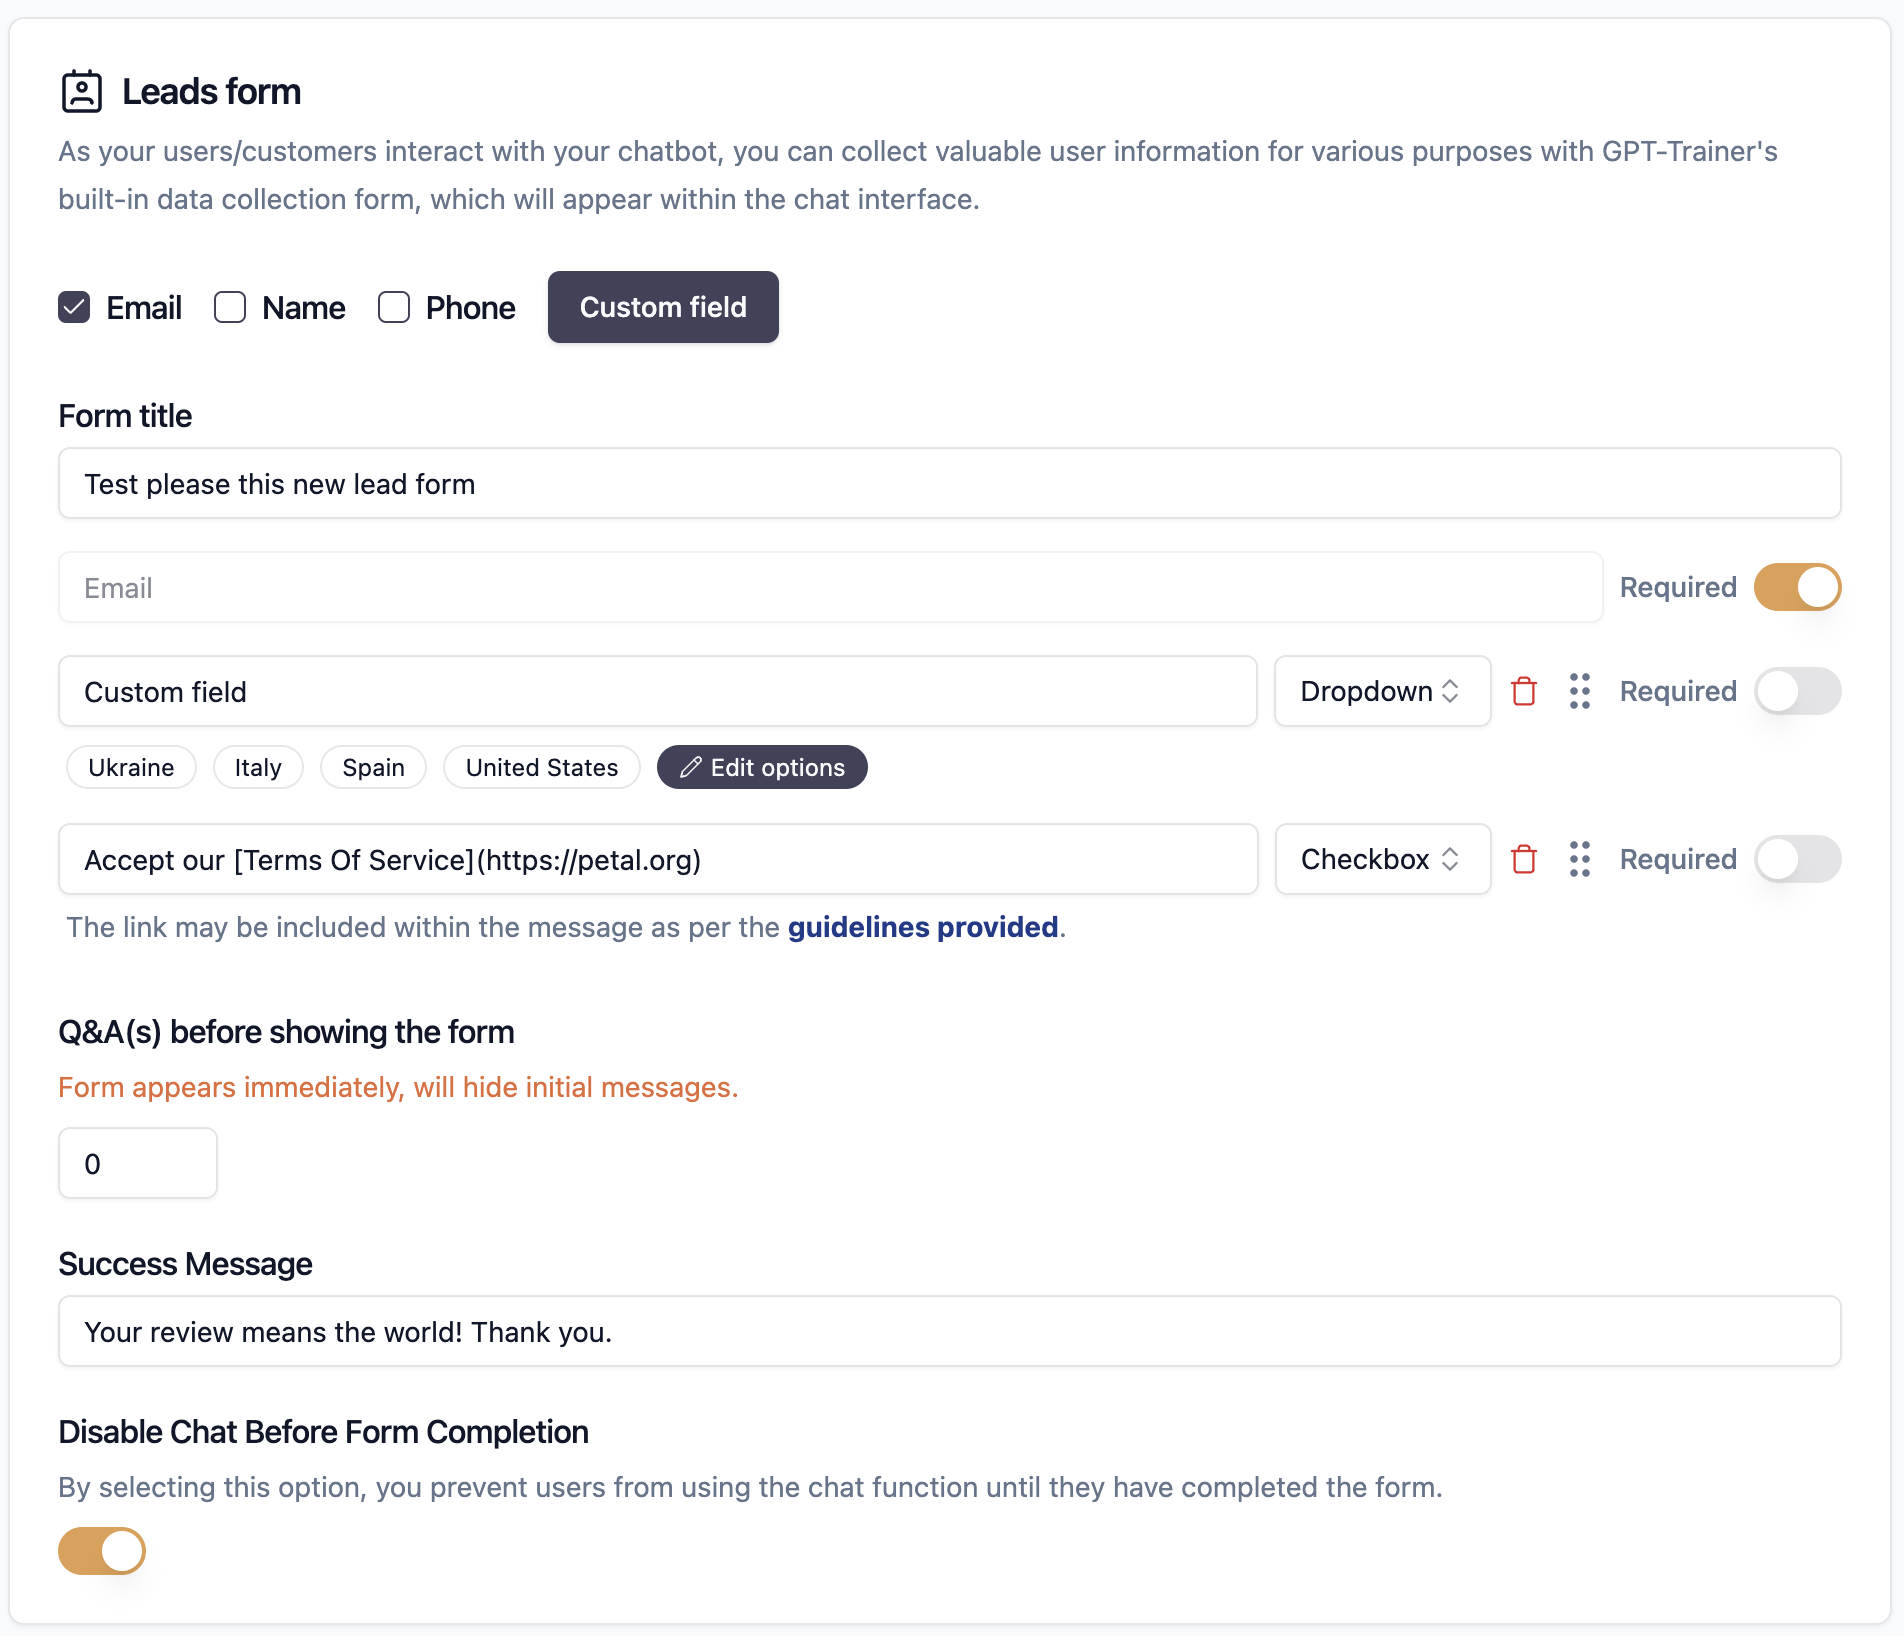 Leads form
As your users/customers interact with your chatbot, you can collect valuable user information for various purposes with GPT-Trainer's
built-in data collection form, which will appear within the chat interface.
Email Name Phone Custom field
Form title
Test please this new lead form
Email Required
Custom field Dropdown Required
Ukraine Italy Spain United States Edit options
Accept our [Terms Of Service](https://petal.org) Checkbox Required
The link may be included within the message as per the guidelines provided.
Q&A(s) before showing the form
Form appears immediately, will hide initial messages.
0
Success Message
Your review means the world! Thank you.
Disable Chat Before Form Completion
By selecting this option, you prevent users from using the chat function until they have completed the form.